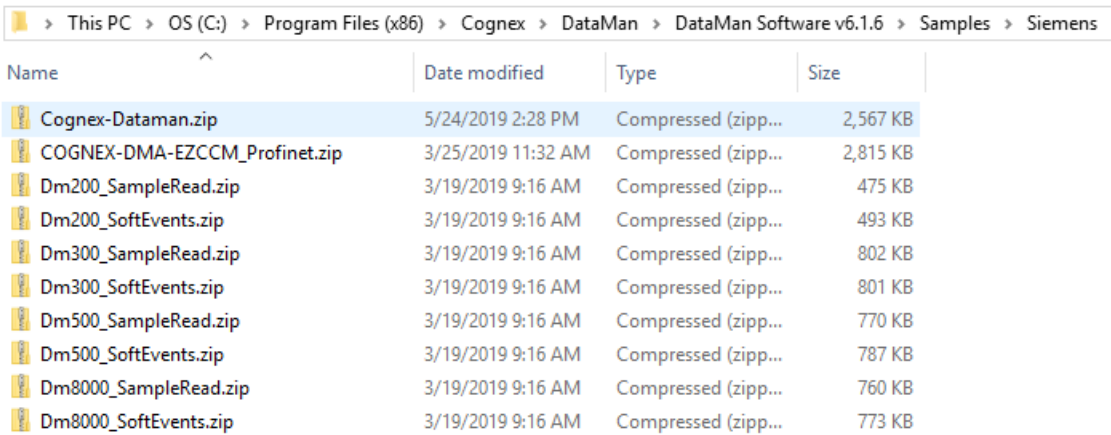 This PC > OS (C:) > Program Files (x86) > Cognex > DataMan > DataMan Software v6.1.6 > Samples > Siemens
Name Date modified Type Size
Cognex-Dataman.zip 5/24/2019 2:28 PM Compressed (zipp... 2,567 KB
COGNEX-DMA-EZCCM_Profinet.zip 3/25/2019 11:32 AM Compressed (zipp... 2,815 KB
Dm200_SampleRead.zip 3/19/2019 9:16 AM Compressed (zipp... 475 KB
Dm200_SoftEvents.zip 3/19/2019 9:16 AM Compressed (zipp... 493 KB
Dm300_SampleRead.zip 3/19/2019 9:16 AM Compressed (zipp... 802 KB
Dm300_SoftEvents.zip 3/19/2019 9:16 AM Compressed (zipp... 801 KB
Dm500_SampleRead.zip 3/19/2019 9:16 AM Compressed (zipp... 770 KB
Dm500_SoftEvents.zip 3/19/2019 9:16 AM Compressed (zipp... 787 KB
Dm8000_SampleRead.zip 3/19/2019 9:16 AM Compressed (zipp... 760 KB
Dm8000_SoftEvents.zip 3/19/2019 9:16 AM Compressed (zipp... 773 KB